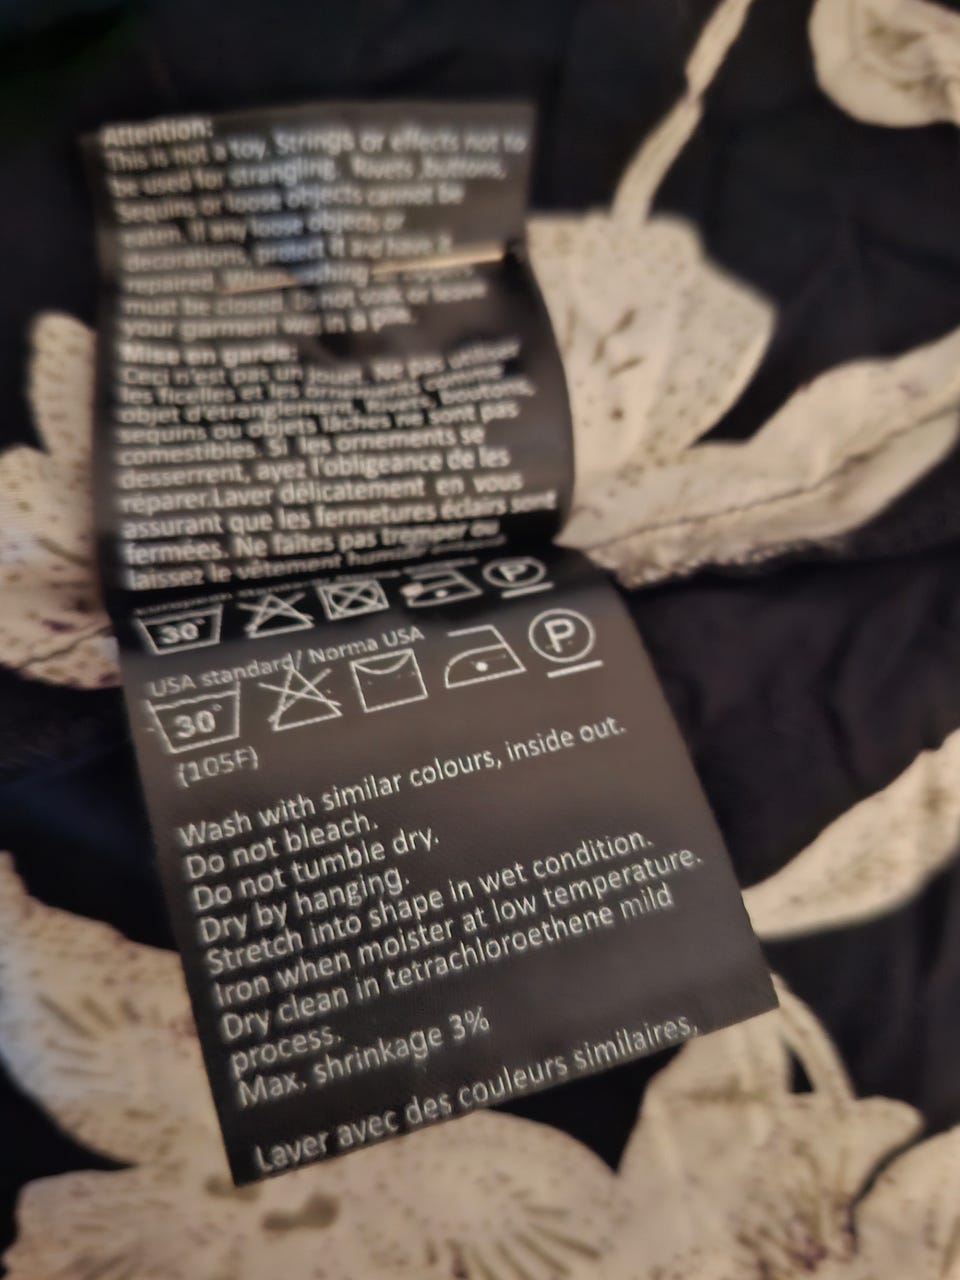 Attention:
This is not a toy. Strings or effects not to
be used for strangling. Rivets ,buttons,
Sequins or loose objects cannot be
eaten. If any loose objects or
decorations, protect it and have it
repaired.
must be closed. Do not soak or leave
your garment wet in a pile.
Mise en garde:
Ceci n'est pas un jouet. Ne pas utiliser
les ficelles et les ornements comme
objet d'étranglement. Rivets, boutons,
sequins ou objets lâches ne sont pas
comestibles. Si les ornements se
desserrent, ayez l'obligeance de les
réparer.Laver délicatement en vous
assurant que les fermetures éclairs sont
fermées. Ne faites pas tremper ou
laissez le vêtement
30° P
USA standard/ Norma USA
30° P
(105F)
Wash with similar colours, inside out.
Do not bleach.
Do not tumble dry.
Dry by hanging.
Stretch into shape in wet condition.
Iron when moister at low temperature.
Dry clean in tetrachloroethene mild
process.
Max. shrinkage 3%
Laver avec des couleurs similaires,